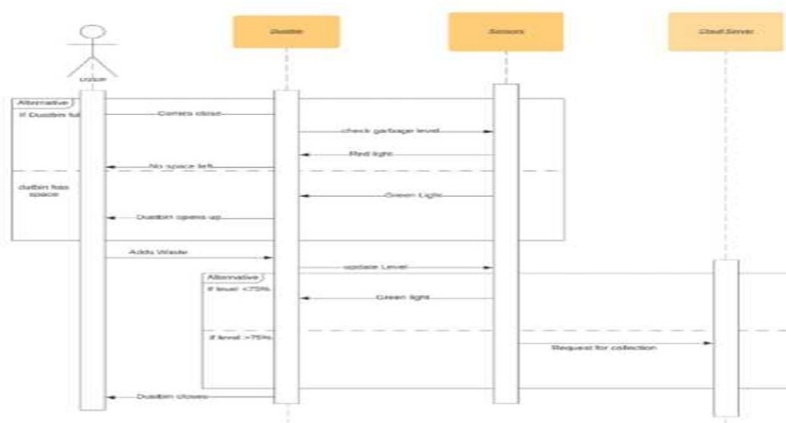 Dustbin
Sensors
Cloud Server
USER
Alternative
If Dustbin full
Comes close
check garbage level
Red light
No space left
dutbin has
space
Green Light
Dustbin opens up
Adds Waste
update Level
Alternative
If level <75%
Green light
If level >75%
Request for collection
Dustbin closes